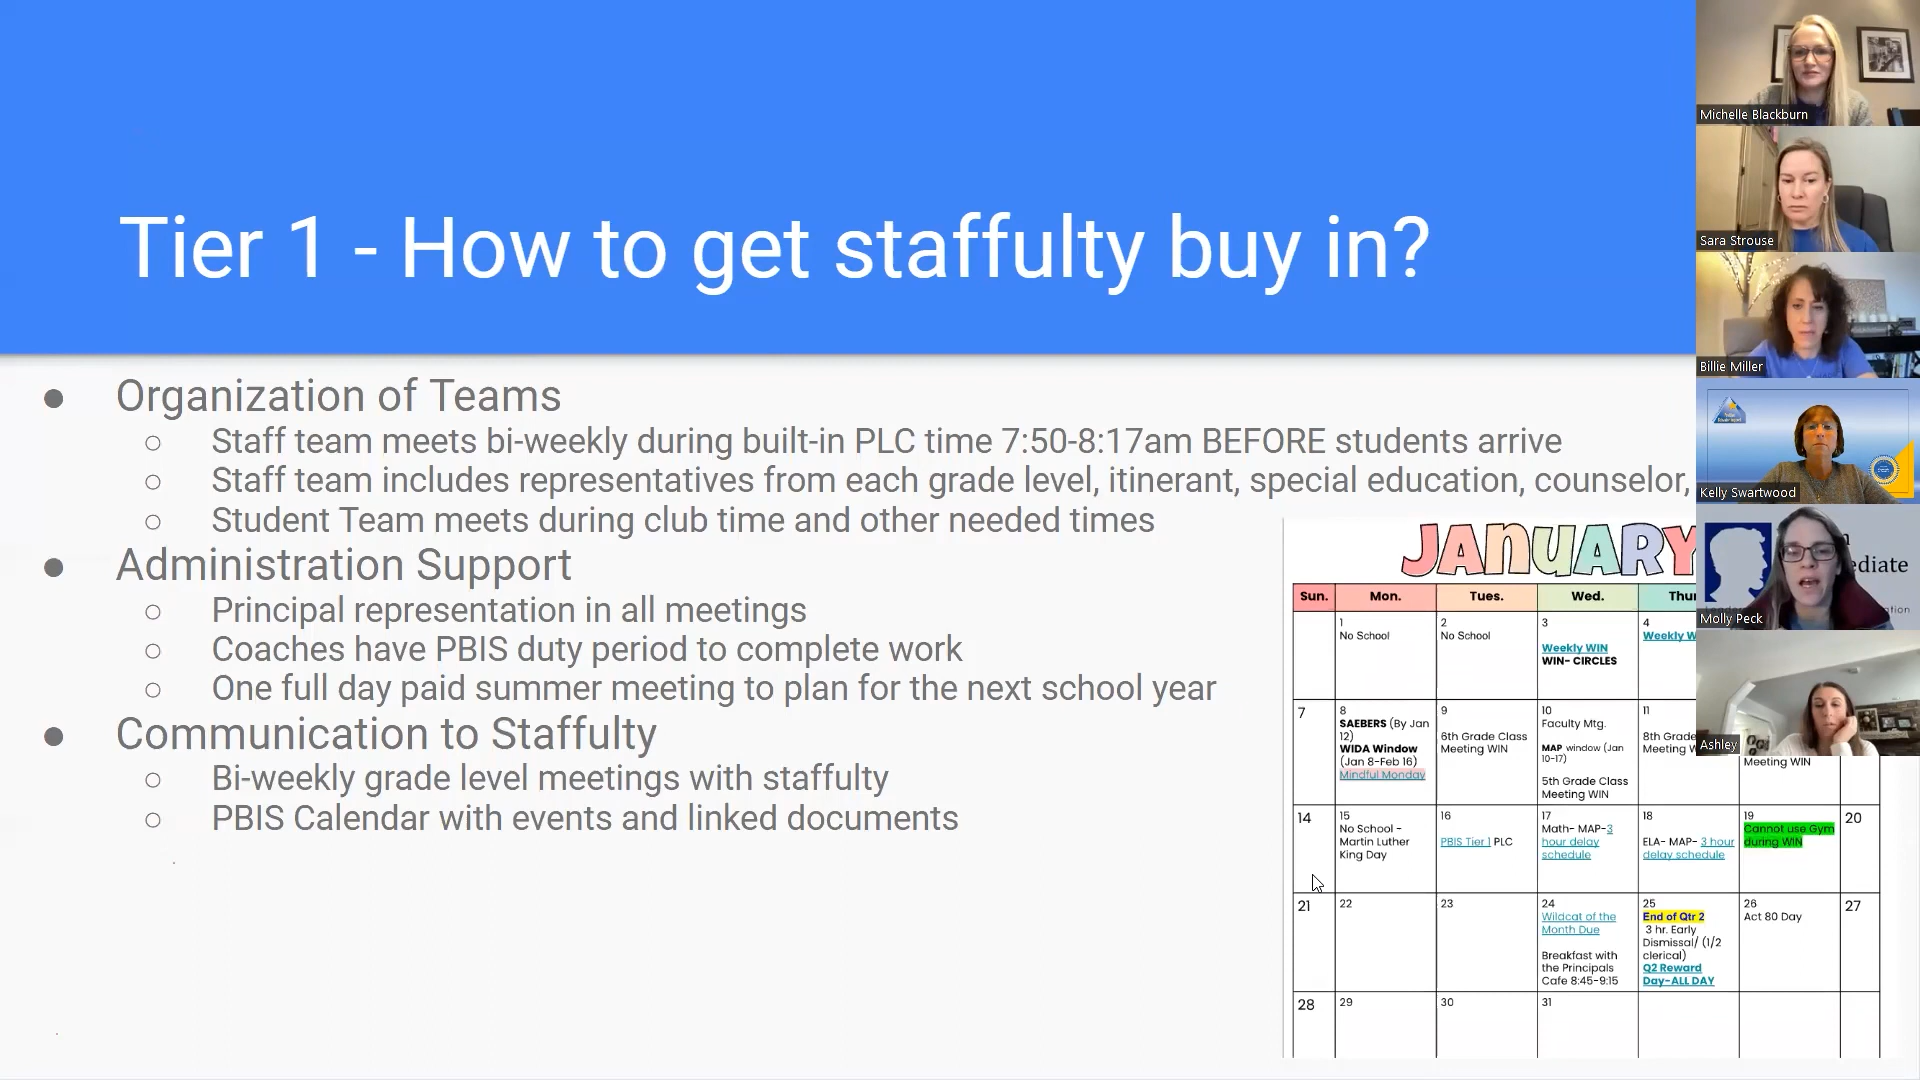 Tier 1 - How to get staffulty buy in?
● Organization of Teams
○ Staff team meets bi-weekly during built-in PLC time 7:50-8:17am BEFORE students arrive
○ Staff team includes representatives from each grade level, itinerant, special education, counselor,
○ Student Team meets during club time and other needed times
● Administration Support
○ Principal representation in all meetings
○ Coaches have PBIS duty period to complete work
○ One full day paid summer meeting to plan for the next school year
● Communication to Staffulty
○ Bi-weekly grade level meetings with staffulty
○ PBIS Calendar with events and linked documents
JANUARY
Sun. Mon. Tues. Wed.
1
No School
2
No School
3
Weekly WIN
WIN- CIRCLES
4
7
8
SAEBERS (By Jan
12)
WIDA Window
(Jan 8-Feb 16)
Mindful Monday
9
6th Grade Class
Meeting WIN
10
Faculty Mtg.
MAP window (Jan
10-17)
5th Grade Class
Meeting WIN
11
8th Grade
Meeting
Meeting WIN
14
15
No School -
Martin Luther
King Day
16
PBIS Tier 1 PLC
17
Math- MAP-3
hour delay
schedule
18
ELA- MAP- 3 hour
delay schedule
19
Cannot use Gym
during WIN
20
21
22
23
24
Wildcat of the
Month Due
Breakfast with
the Principals
Cafe 8:45-9:15
25
End of Qtr 2
3 hr. Early
Dismissal/ (1/2
clerical)
Q2 Reward
Day-ALL DAY
26
Act 80 Day
27
28
29
30
31
Michelle Blackburn
Sara Strouse
Billie Miller
Kelly Swartwood
Molly Peck
Ashley